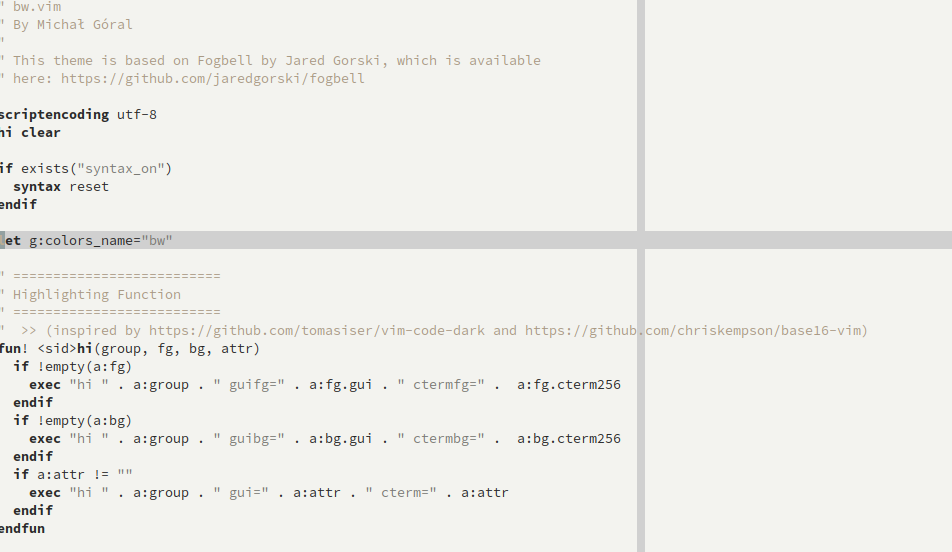 " bw.vim
" By Michał Góral
"
" This theme is based on Fogbell by Jared Gorski, which is available
" here: https://github.com/jaredgorski/fogbell
scriptencoding utf-8
hi clear
if exists("syntax_on")
  syntax reset
endif
let g:colors_name="bw"
" ==========================
" Highlighting Function
" ==========================
"  >> (inspired by https://github.com/tomasiser/vim-code-dark and https://github.com/chriskempson/base16-vim)
fun! <sid>hi(group, fg, bg, attr)
  if !empty(a:fg)
    exec "hi " . a:group . " guifg=" . a:fg.gui . " ctermfg=" .  a:fg.cterm256
  endif
  if !empty(a:bg)
    exec "hi " . a:group . " guibg=" . a:bg.gui . " ctermbg=" .  a:bg.cterm256
  endif
  if a:attr != ""
    exec "hi " . a:group . " gui=" . a:attr . " cterm=" . a:attr
  endif
endfun